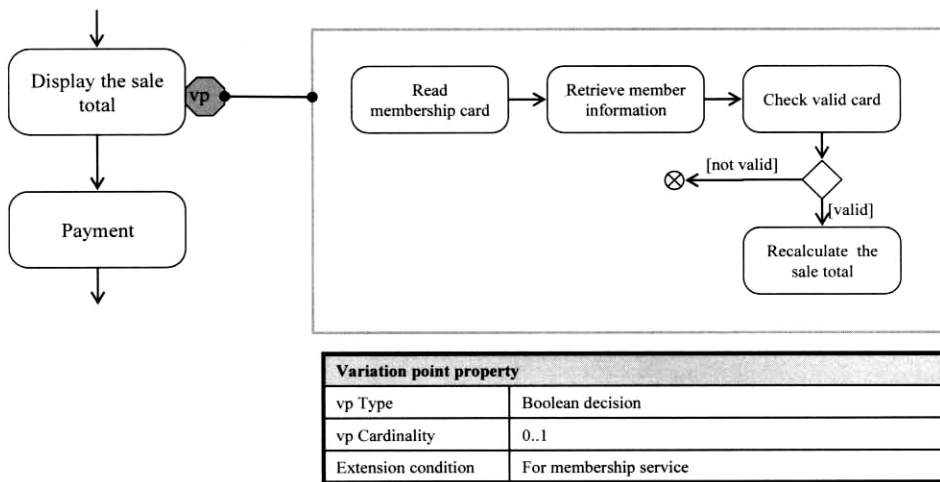 Display the sale
total
vp
Payment
Read
membership card
Retrieve member
information
Check valid card
[not valid]
[valid]
Recalculate the
sale total
Variation point property
vp Type Boolean decision
vp Cardinality 0..1
Extension condition For membership service